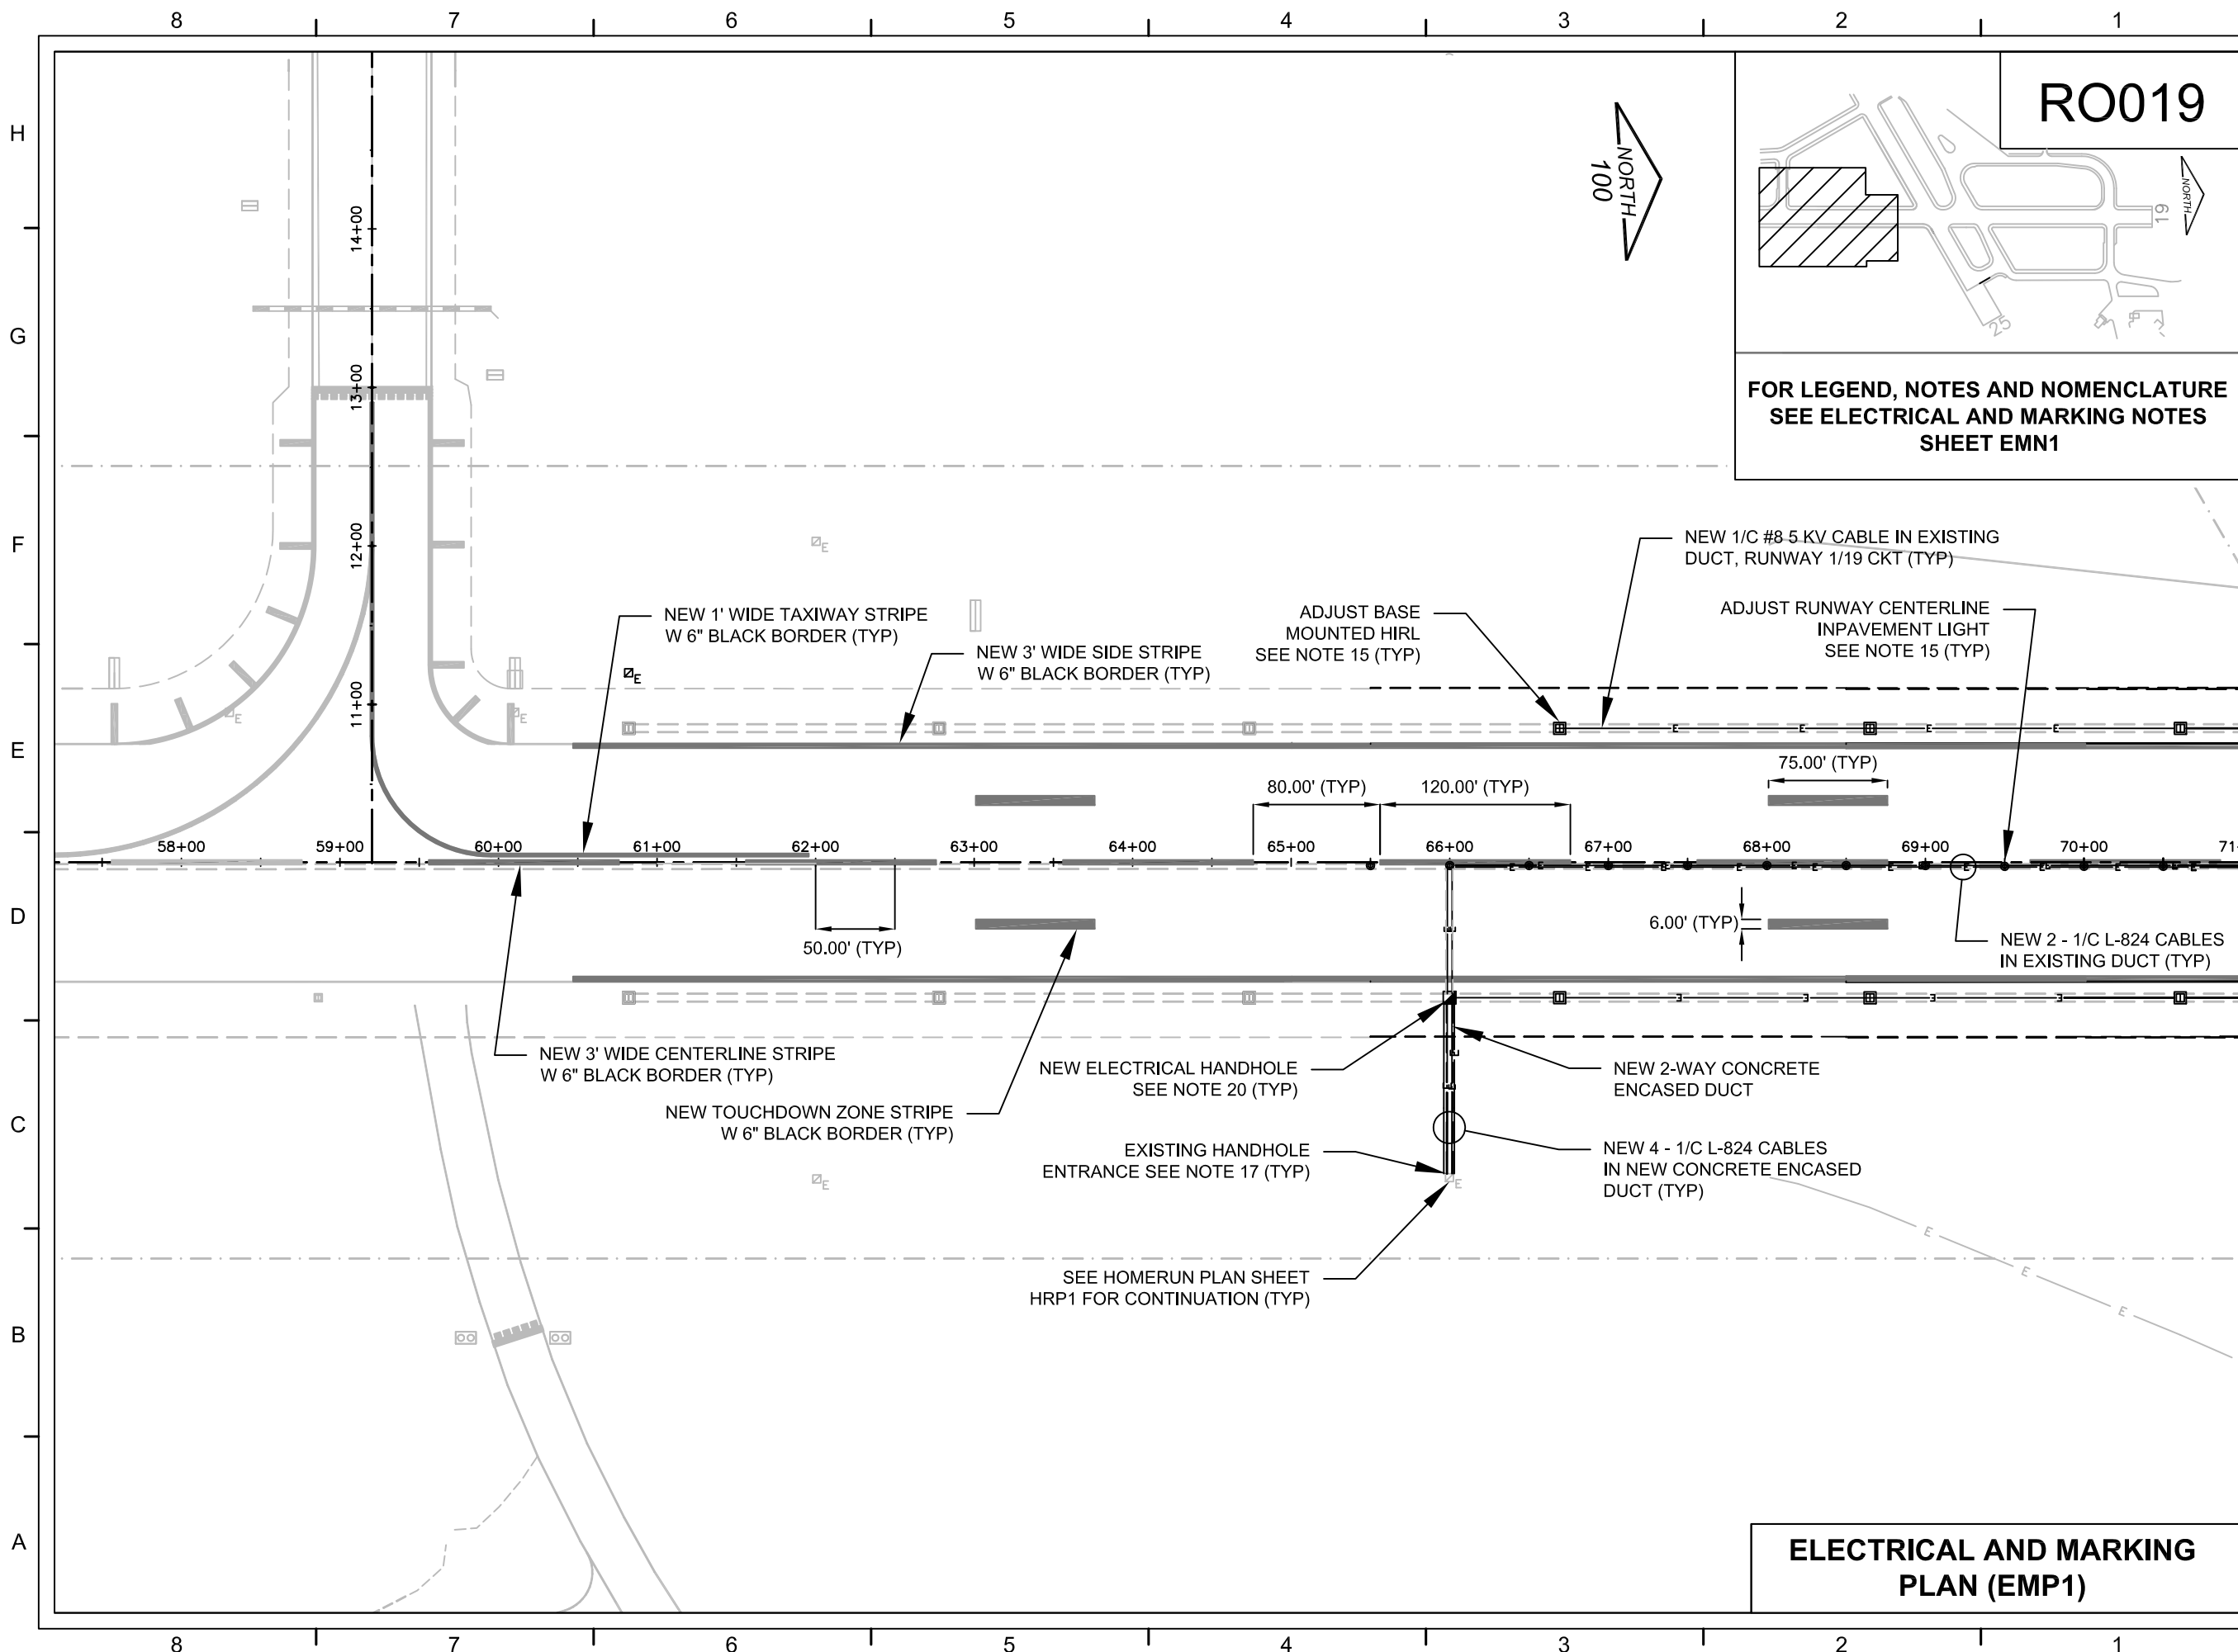 8 7 6 5 4 3 2 1
H
G
F
E
D
C
B
A
RO019
NORTH
100
NORTH
19
25
FOR LEGEND, NOTES AND NOMENCLATURE
SEE ELECTRICAL AND MARKING NOTES
SHEET EMN1
14+00
13+00
12+00
11+00
NEW 1/C #8 5 KV CABLE IN EXISTING
DUCT, RUNWAY 1/19 CKT (TYP)
NEW 1' WIDE TAXIWAY STRIPE
W 6" BLACK BORDER (TYP)
NEW 3' WIDE SIDE STRIPE
W 6" BLACK BORDER (TYP)
ADJUST BASE
MOUNTED HIRL
SEE NOTE 15 (TYP)
ADJUST RUNWAY CENTERLINE
INPAVEMENT LIGHT
SEE NOTE 15 (TYP)
E
E
E
E
E E E E
80.00' (TYP)
120.00' (TYP)
75.00' (TYP)
58+00 59+00 60+00 61+00 62+00 63+00 64+00 65+00 66+00 67+00 68+00 69+00 70+00 71+
50.00' (TYP)
6.00' (TYP)
NEW 2 - 1/C L-824 CABLES
IN EXISTING DUCT (TYP)
NEW 3' WIDE CENTERLINE STRIPE
W 6" BLACK BORDER (TYP)
NEW TOUCHDOWN ZONE STRIPE
W 6" BLACK BORDER (TYP)
NEW ELECTRICAL HANDHOLE
SEE NOTE 20 (TYP)
NEW 2-WAY CONCRETE
ENCASED DUCT
EXISTING HANDHOLE
ENTRANCE SEE NOTE 17 (TYP)
NEW 4 - 1/C L-824 CABLES
IN NEW CONCRETE ENCASED
DUCT (TYP)
E
E
SEE HOMERUN PLAN SHEET
HRP1 FOR CONTINUATION (TYP)
E
E
E
ELECTRICAL AND MARKING
PLAN (EMP1)
8 7 6 5 4 3 2 1